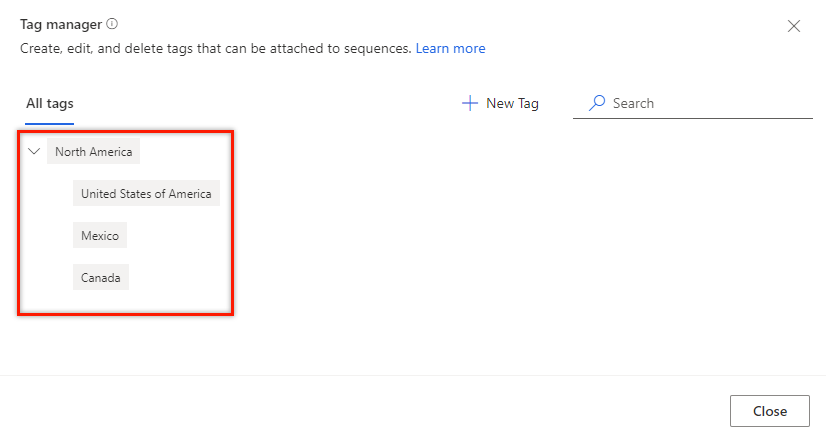 Tag manager
Create, edit, and delete tags that can be attached to sequences. Learn more
All tags
New Tag
Search
North America
United States of America
Mexico
Canada
Close